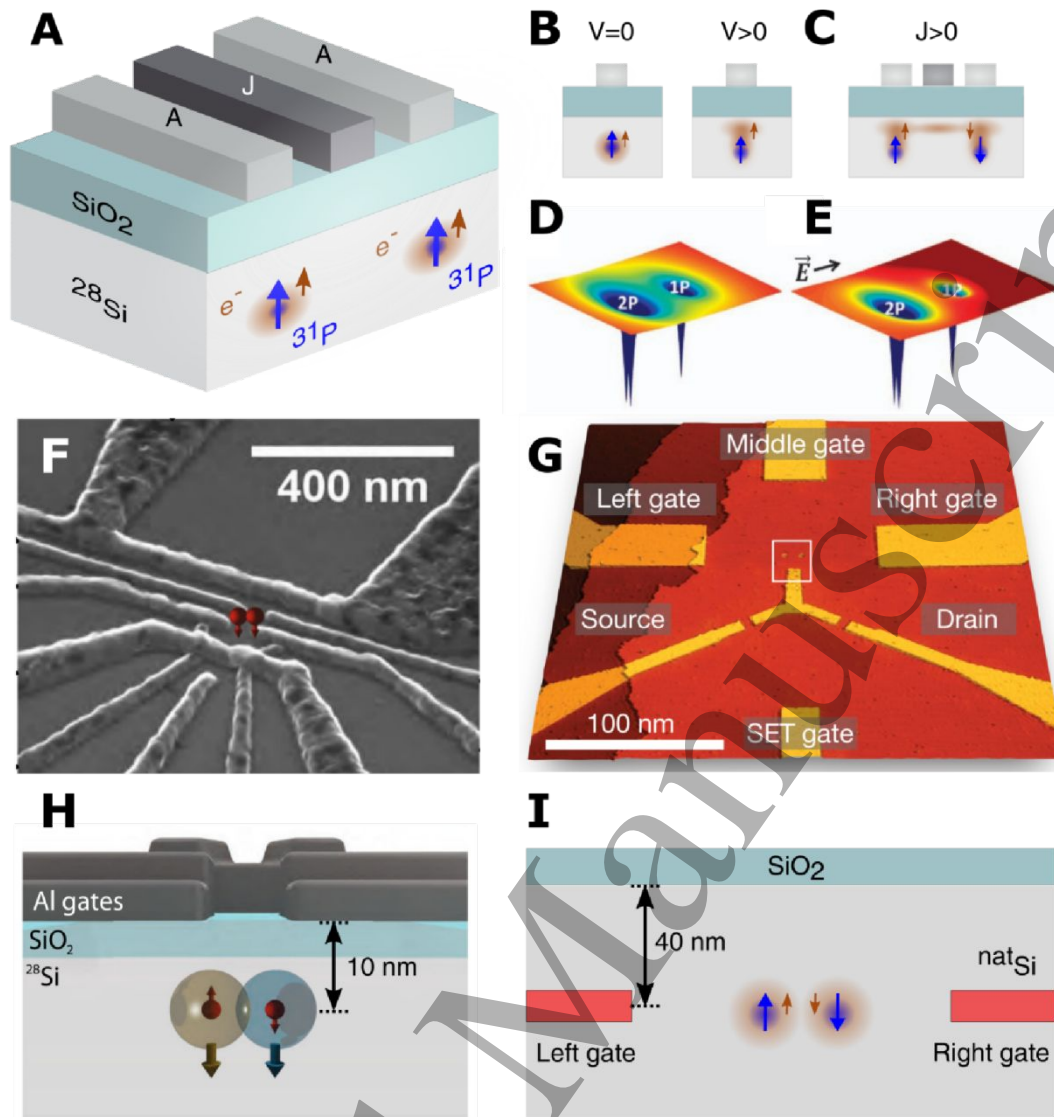 A
A
J
A
SiO2
28Si
e-
31P
e-
31P
B
V=0
V>0
C
J>0
D
2P
1P
E
E
2P
1P
F
400 nm
G
Middle gate
Left gate
Right gate
Source
Drain
100 nm
SET gate
H
Al gates
SiO2
28Si
10 nm
I
SiO2
40 nm
natSi
Left gate
Right gate
Manuscrip